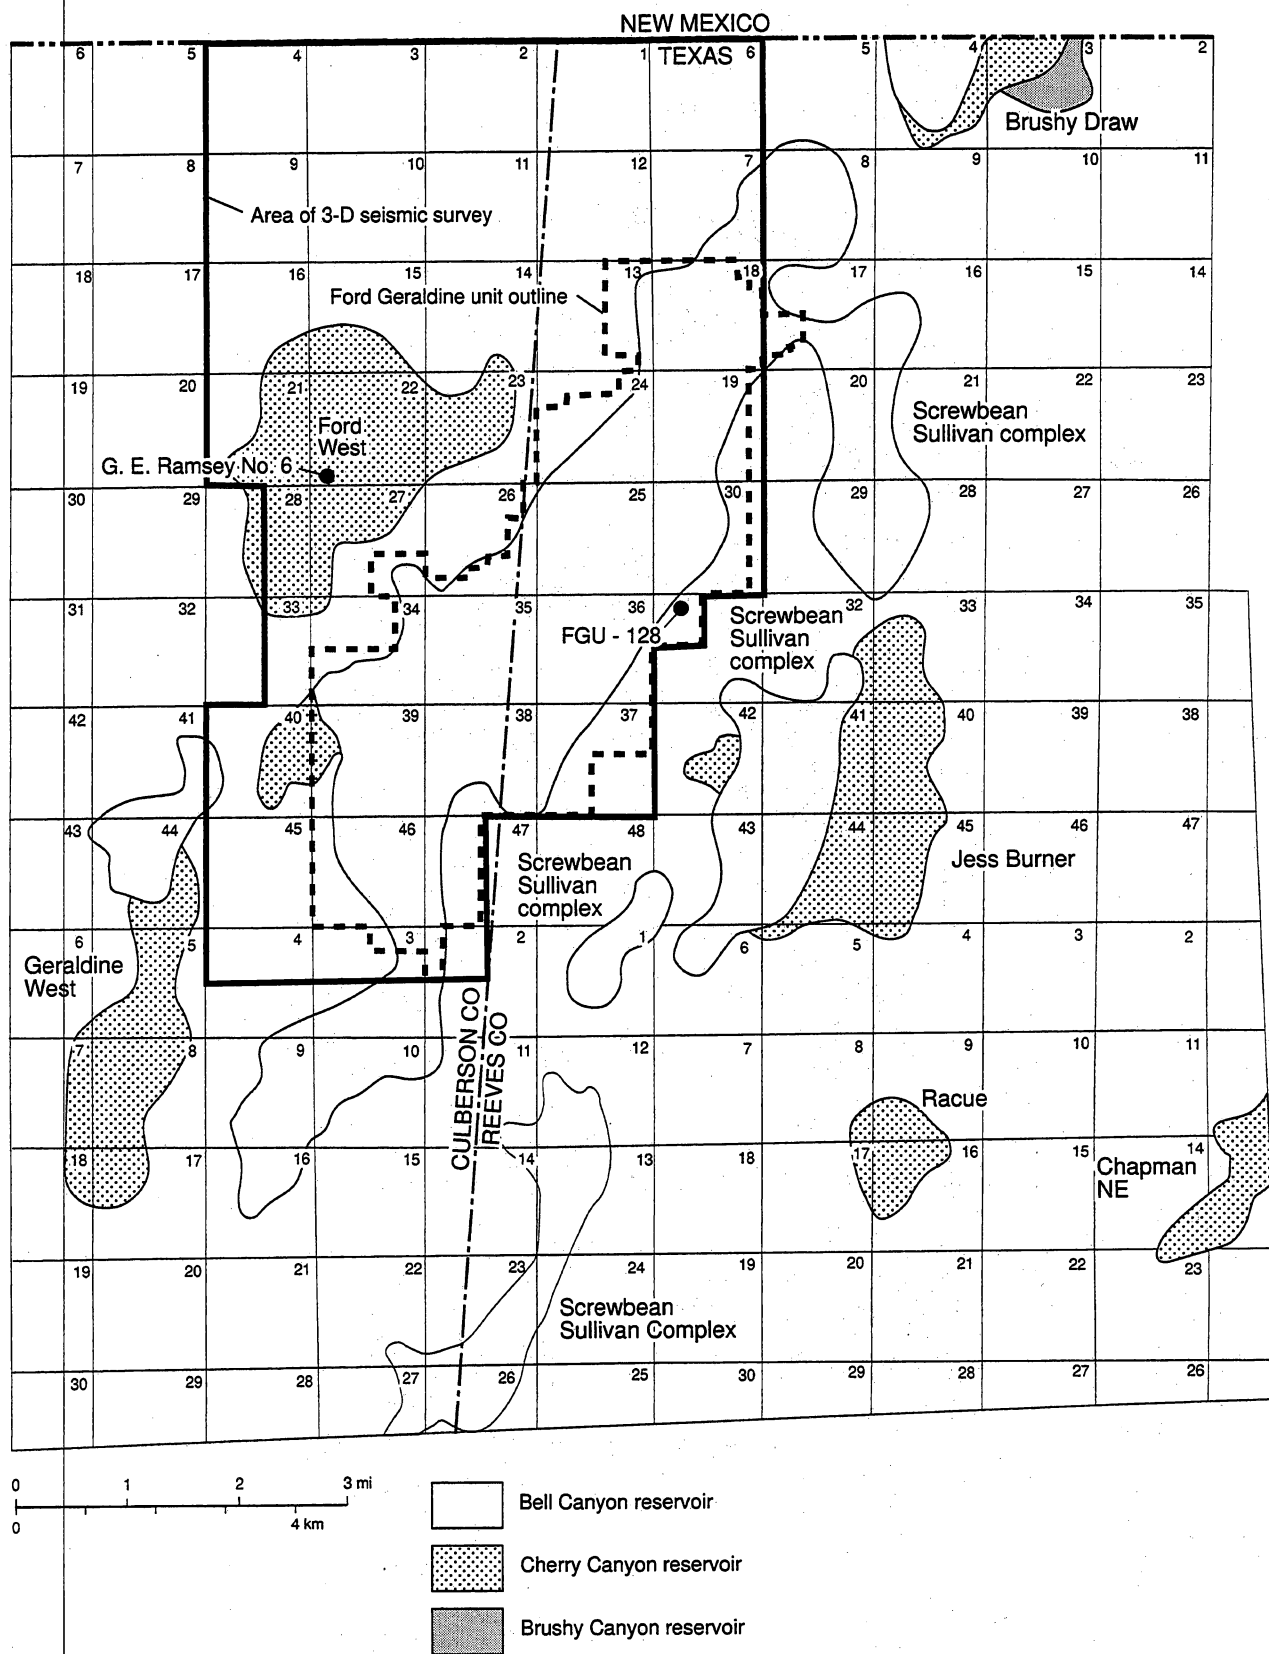 NEW MEXICO
TEXAS
6 5 4 3 2 1 6 5 4 3 2
Brushy Draw
7 8 9 10 11 12 7 8 9 10 11
Area of 3-D seismic survey
18 17 16 15 14 13 18 17 16 15 14
Ford Geraldine unit outline
19 20 21 22 23 24 19 20 21 22 23
Screwbean
Sullivan complex
Ford
West
G. E. Ramsey No. 6
30 29 28 27 26 25 30 29 28 27 26
31 32 33 34 35 36 32 33 34 35
FGU - 128
Screwbean
Sullivan
complex
42 41 40 39 38 37 42 41 40 39 38
43 44 45 46 47 48 43 44 45 46 47
Jess Burner
Screwbean
Sullivan
complex
6 5 4 3 2 1 6 5 4 3 2
Geraldine
West
CULBERSON CO
REEVES CO
7 8 9 10 11 12 7 8 9 10 11
Racue
18 17 16 15 14 13 18 17 16 15 14
Chapman
NE
19 20 21 22 23 24 19 20 21 22 23
Screwbean
Sullivan Complex
30 29 28 27 26 25 30 29 28 27 26
0 1 2 3 mi
0 4 km
Bell Canyon reservoir
Cherry Canyon reservoir
Brushy Canyon reservoir